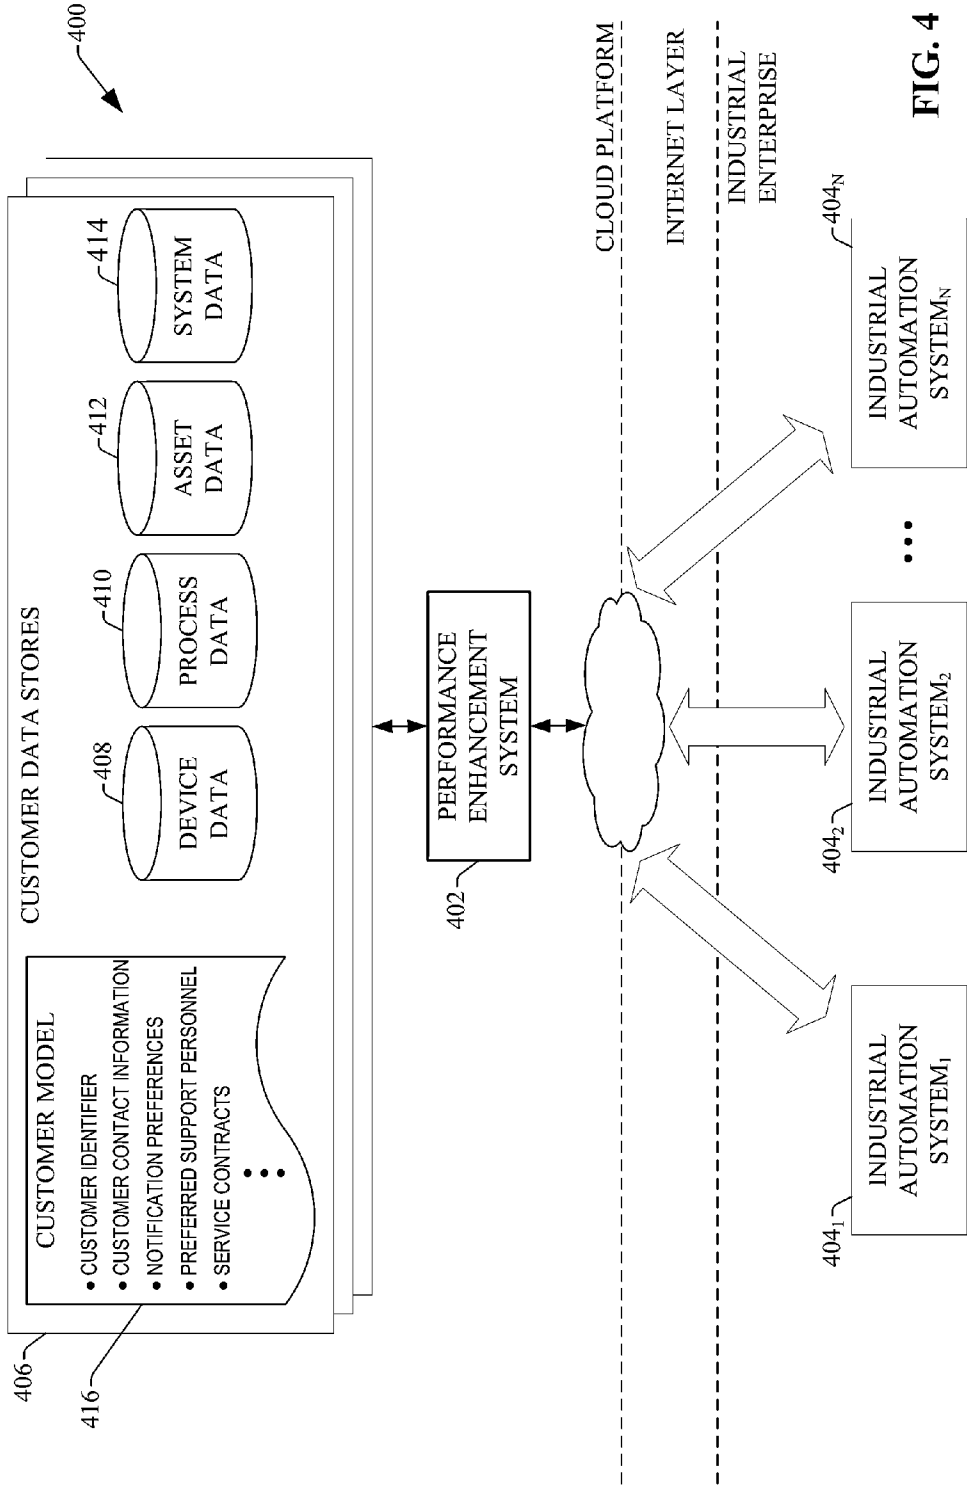 400
CUSTOMER DATA STORES
406
416
CUSTOMER MODEL
• CUSTOMER IDENTIFIER
• CUSTOMER CONTACT INFORMATION
• NOTIFICATION PREFERENCES
• PREFERRED SUPPORT PERSONNEL
• SERVICE CONTRACTS
408
DEVICE
DATA
410
PROCESS
DATA
412
ASSET
DATA
414
SYSTEM
DATA
402
PERFORMANCE
ENHANCEMENT
SYSTEM
CLOUD PLATFORM
INTERNET LAYER
INDUSTRIAL
ENTERPRISE
404₁
INDUSTRIAL
AUTOMATION
SYSTEM₁
404₂
INDUSTRIAL
AUTOMATION
SYSTEM₂
• • •
404N
INDUSTRIAL
AUTOMATION
SYSTEMN
FIG. 4